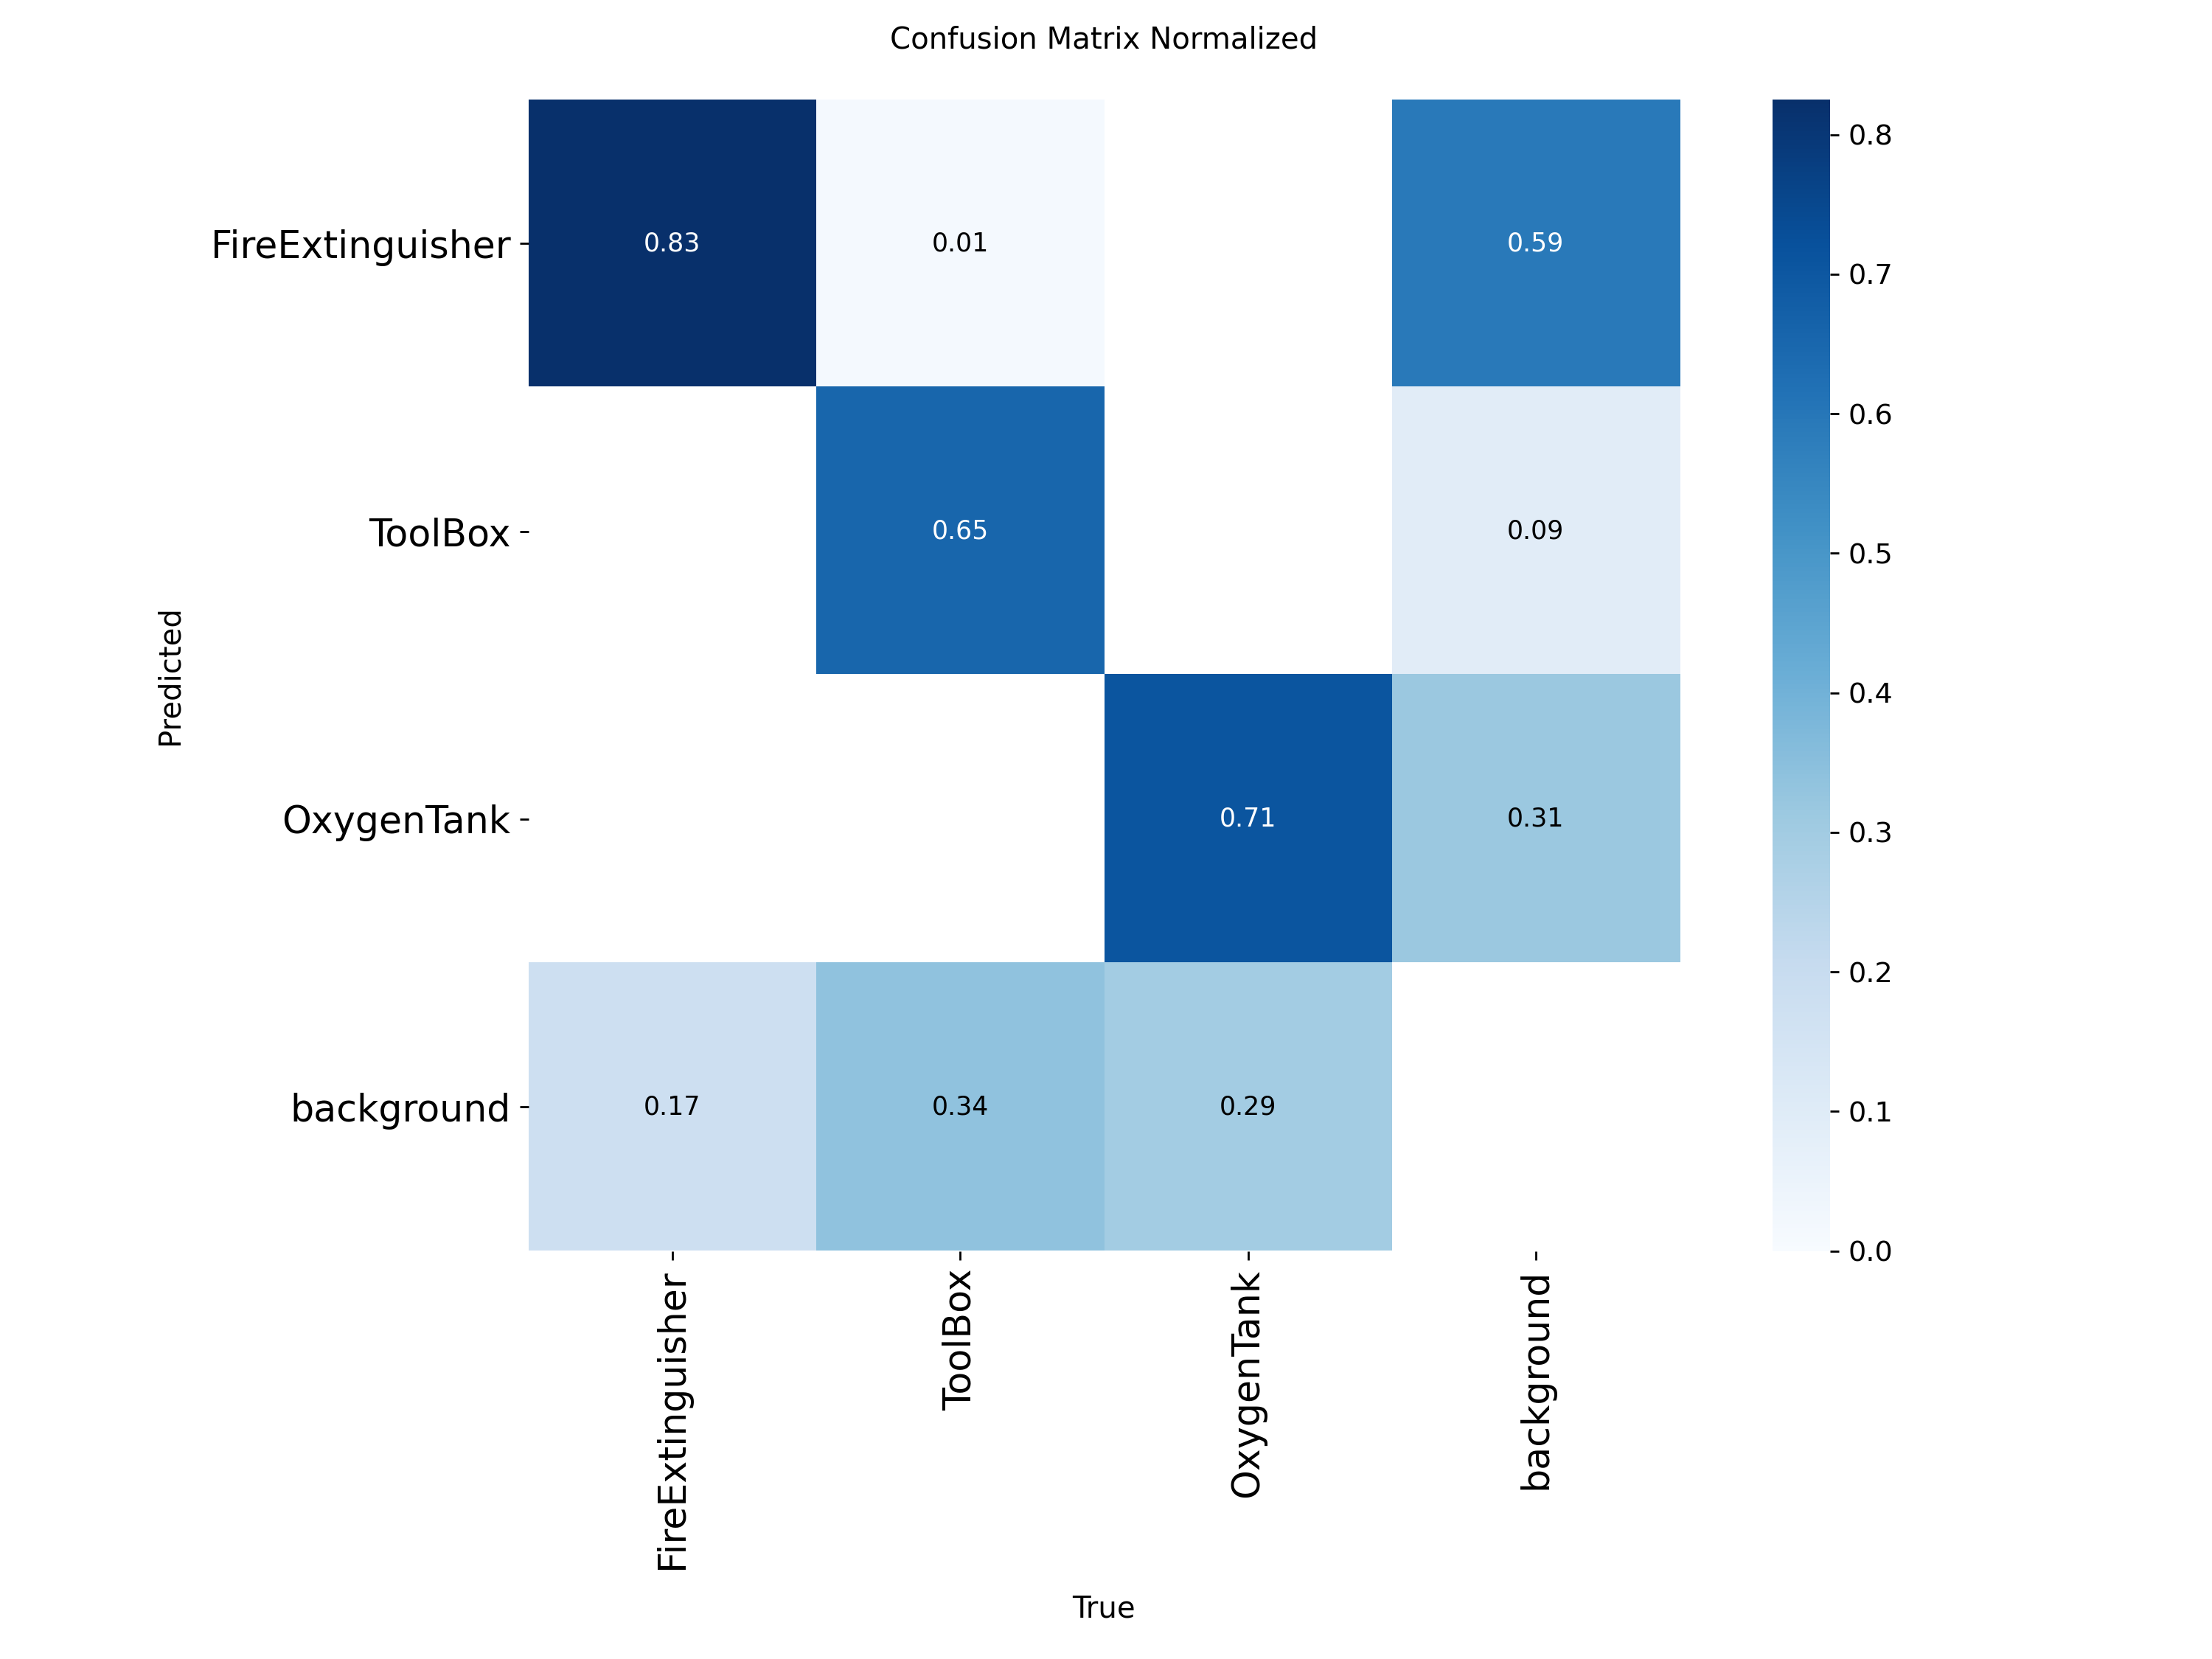 Confusion Matrix Normalized
FireExtinguisher
0.83
0.01
0.59
ToolBox
0.65
0.09
OxygenTank
0.71
0.31
background
0.17
0.34
0.29
FireExtinguisher
ToolBox
OxygenTank
background
Predicted
True
0.8
0.7
0.6
0.5
0.4
0.3
0.2
0.1
0.0